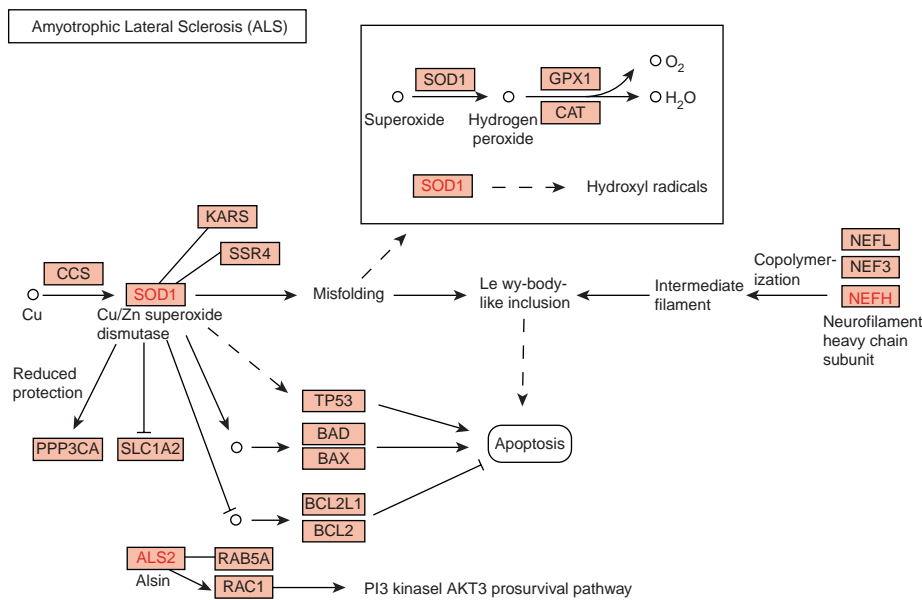 Amyotrophic Lateral Sclerosis (ALS)
SOD1
GPX1
CAT
O2
H2O
Superoxide
Hydrogen
peroxide
SOD1
Hydroxyl radicals
KARS
SSR4
CCS
SOD1
Cu
Cu/Zn superoxide
dismutase
Misfolding
Le wy-body-
like inclusion
Intermediate
filament
Copolymer-
ization
NEFL
NEF3
NEFH
Neurofilament
heavy chain
subunit
Reduced
protection
PPP3CA
SLC1A2
TP53
BAD
BAX
Apoptosis
BCL2L1
BCL2
ALS2
Alsin
RAB5A
RAC1
PI3 kinasel AKT3 prosurvival pathway